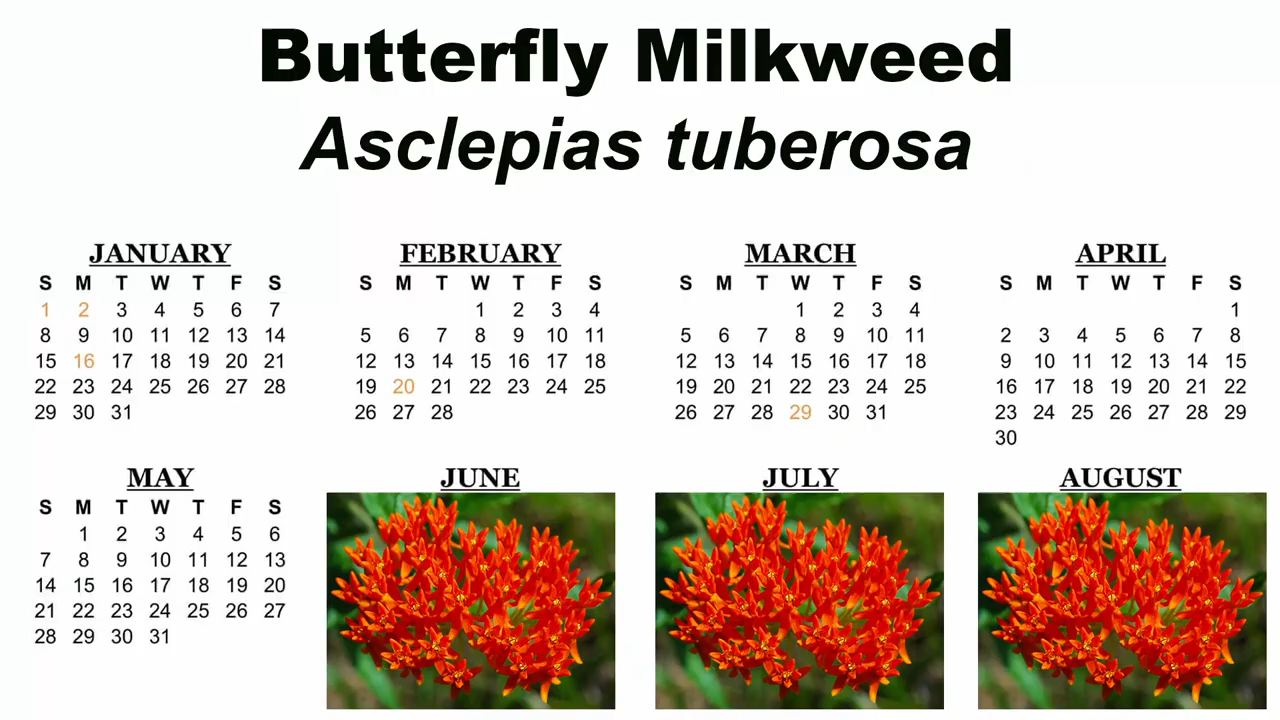 Butterfly Milkweed
Asclepias tuberosa
JANUARY
S M T W T F S
1 2 3 4 5 6 7
8 9 10 11 12 13 14
15 16 17 18 19 20 21
22 23 24 25 26 27 28
29 30 31
FEBRUARY
S M T W T F S
1 2 3 4
5 6 7 8 9 10 11
12 13 14 15 16 17 18
19 20 21 22 23 24 25
26 27 28
MARCH
S M T W T F S
1 2 3 4
5 6 7 8 9 10 11
12 13 14 15 16 17 18
19 20 21 22 23 24 25
26 27 28 29 30 31
APRIL
S M T W T F S
1
2 3 4 5 6 7 8
9 10 11 12 13 14 15
16 17 18 19 20 21 22
23 24 25 26 27 28 29
30
MAY
S M T W T F S
1 2 3 4 5 6
7 8 9 10 11 12 13
14 15 16 17 18 19 20
21 22 23 24 25 26 27
28 29 30 31
JUNE
JULY
AUGUST